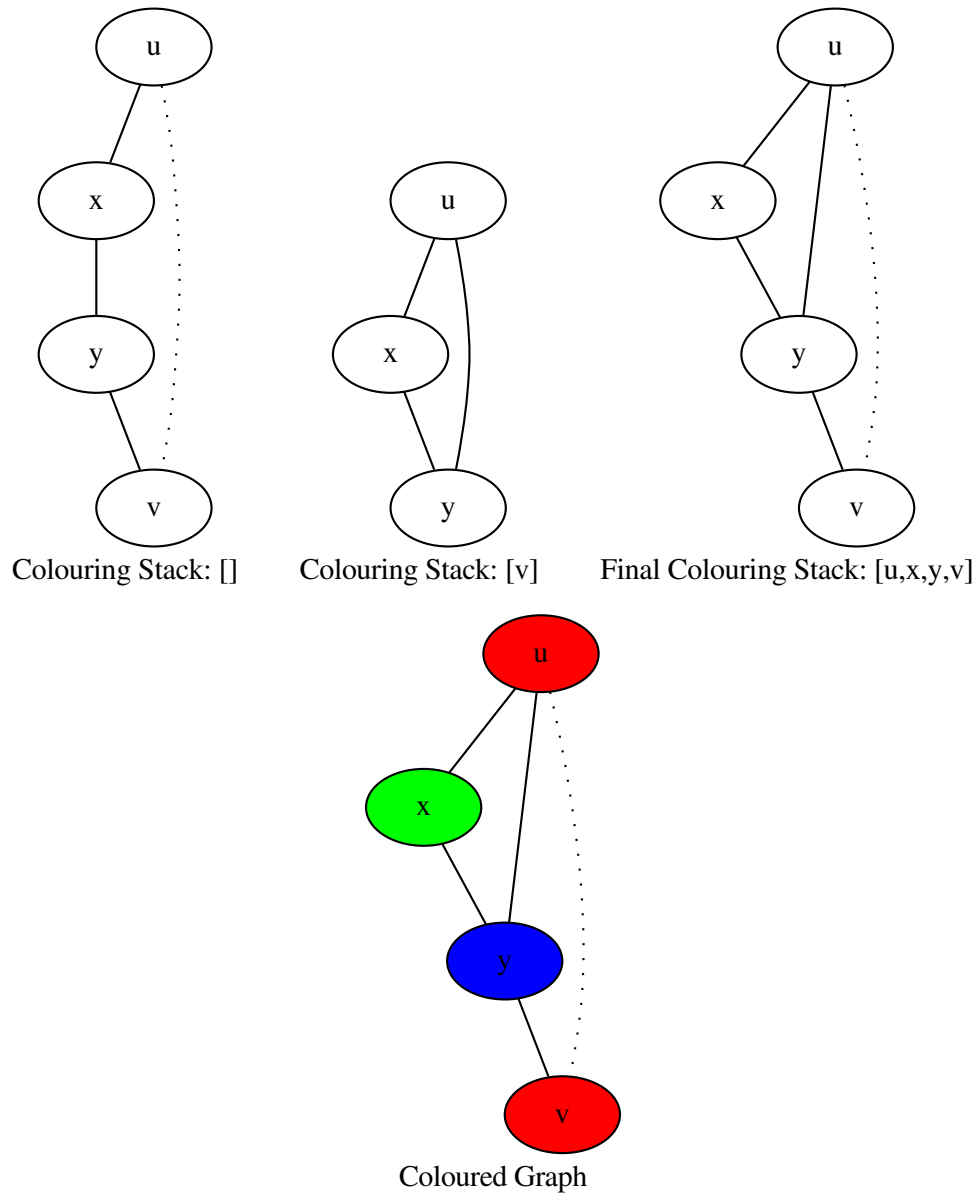 u
u
x
u
x
y
x
y
v
y
v
Colouring Stack: []
Colouring Stack: [v]
Final Colouring Stack: [u,x,y,v]
u
x
y
v
Coloured Graph